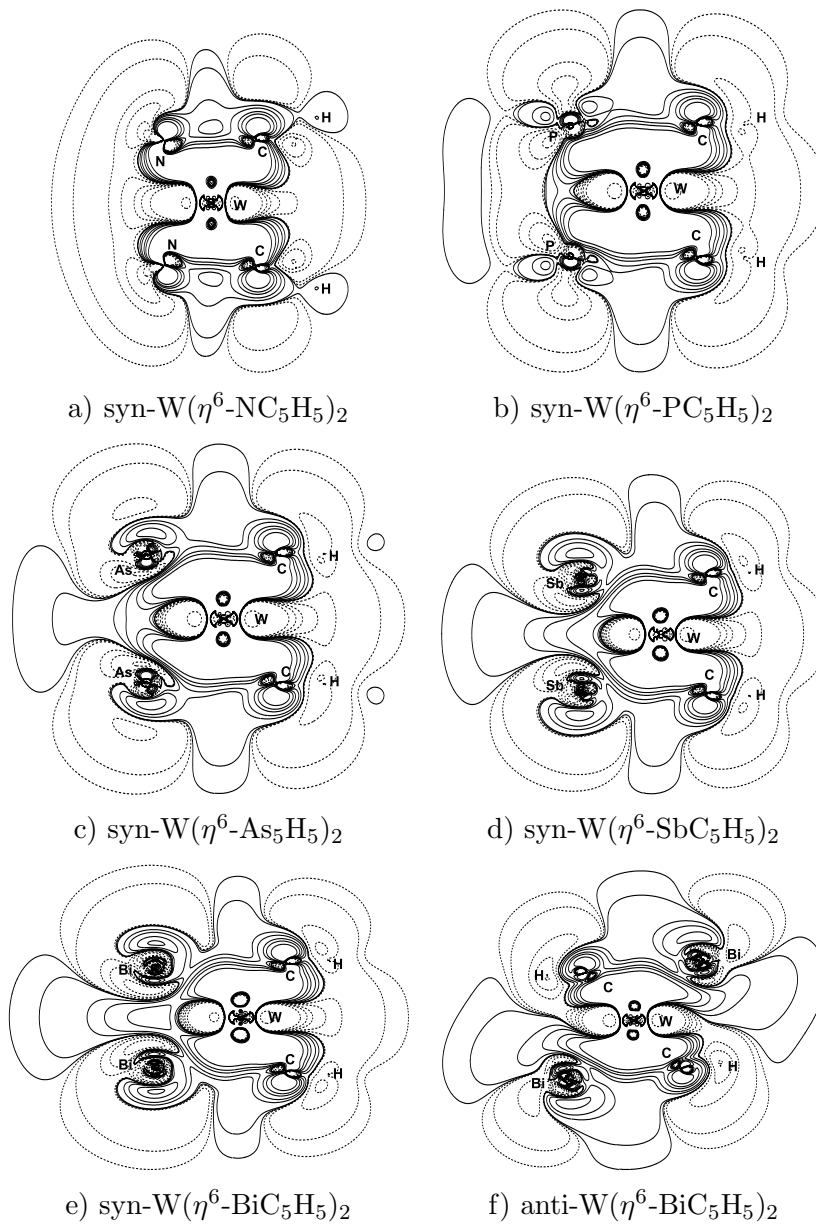 H
N
C
W
N
C
H
a) syn-W(η⁶-NC₅H₅)₂
P
C
H
W
P
C
H
b) syn-W(η⁶-PC₅H₅)₂
As
C
H
W
As
C
H
c) syn-W(η⁶-As₅H₅)₂
Sb
C
H
W
Sb
C
H
d) syn-W(η⁶-SbC₅H₅)₂
Bi
C
H
W
Bi
C
H
e) syn-W(η⁶-BiC₅H₅)₂
Bi
H
C
W
C
H
Bi
f) anti-W(η⁶-BiC₅H₅)₂